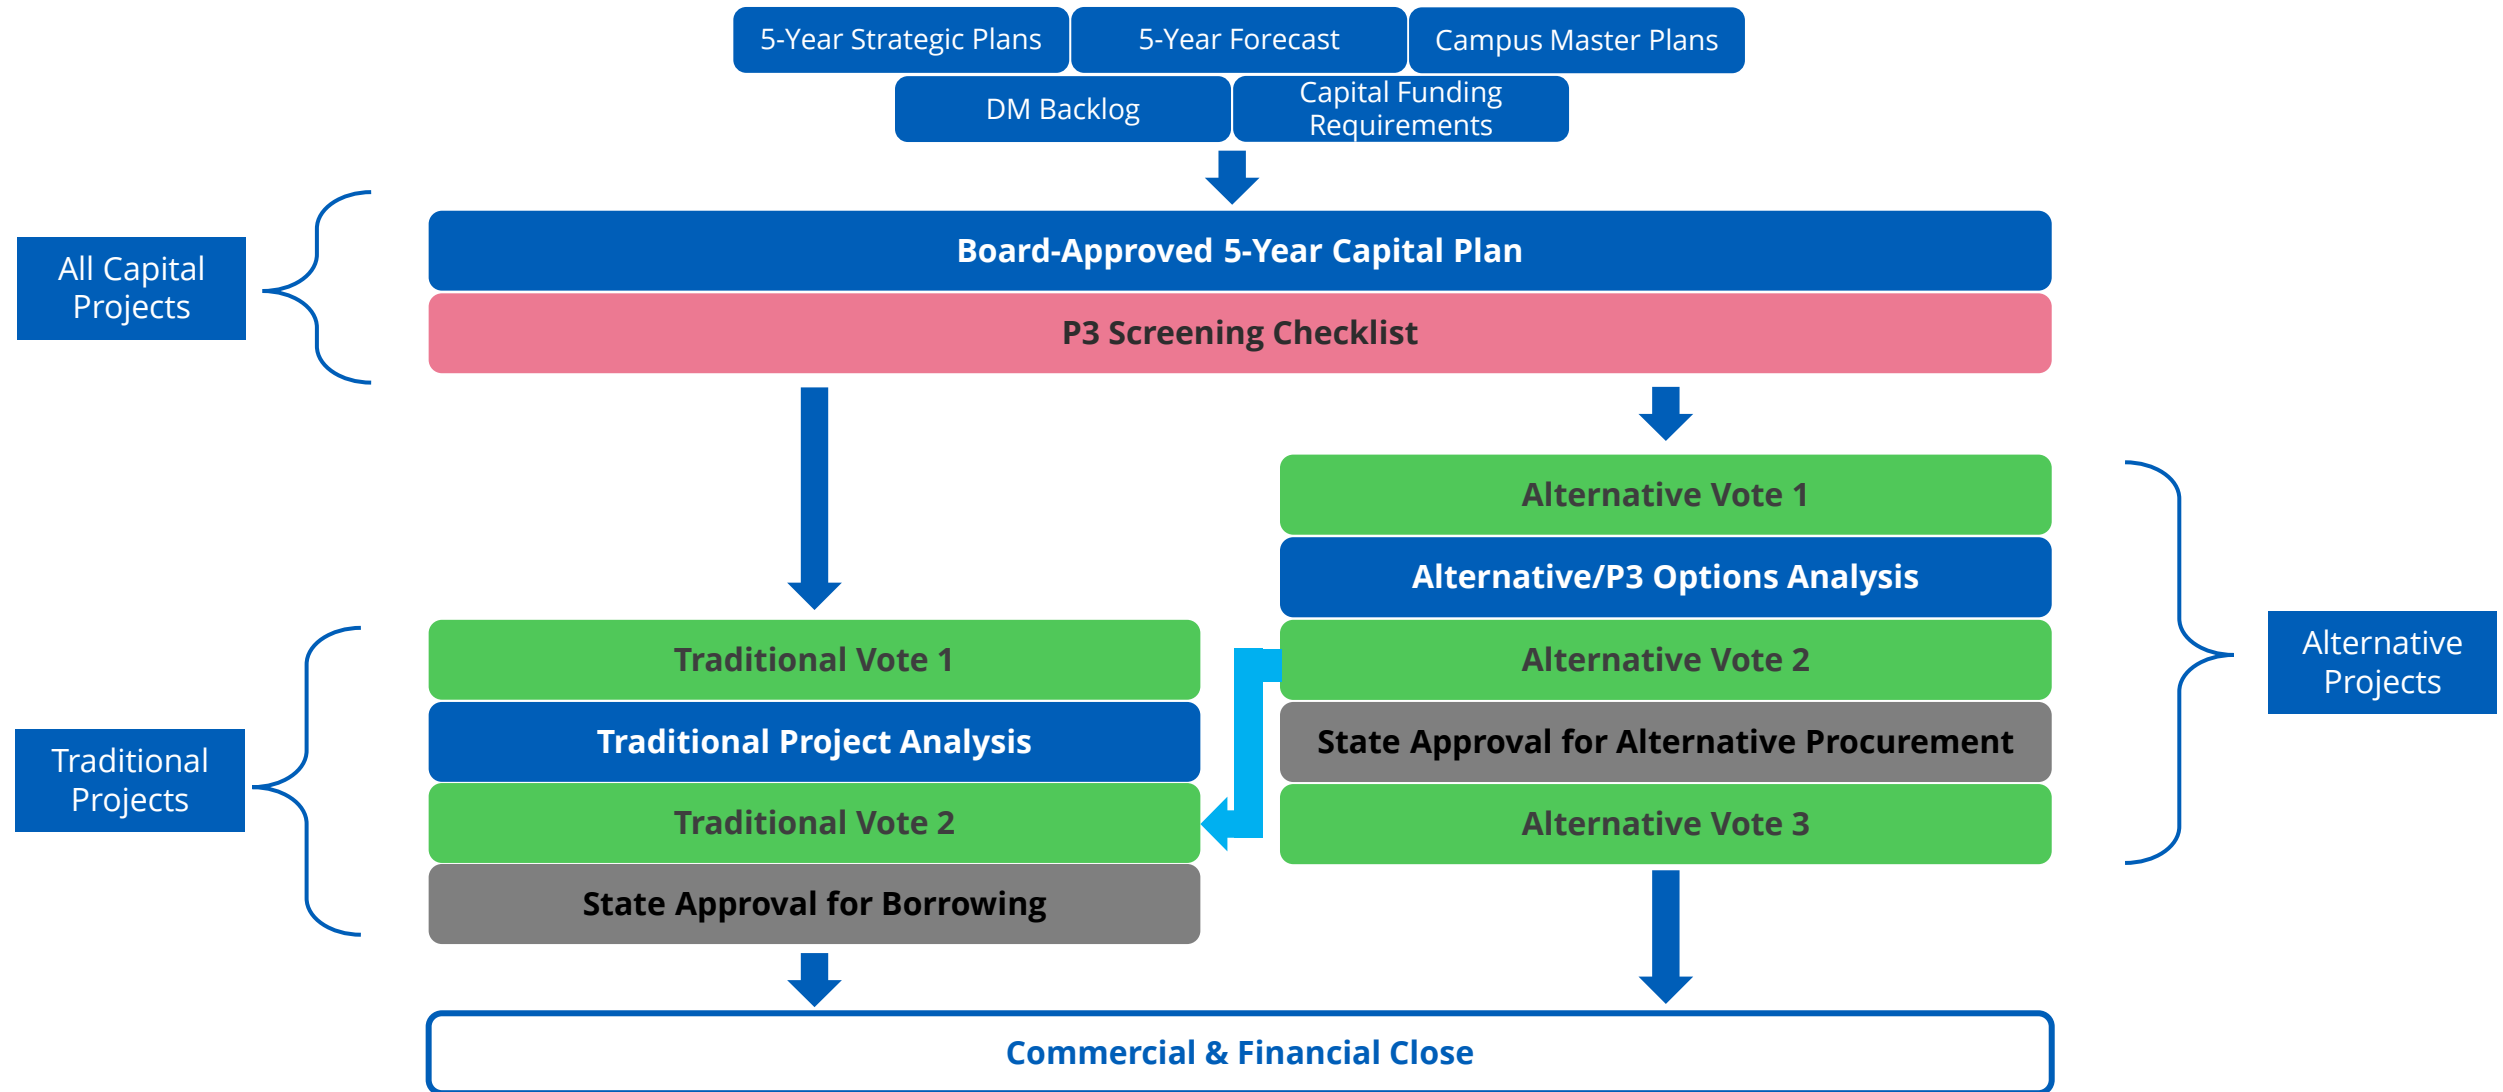 5-Year Strategic Plans
5-Year Forecast
Campus Master Plans
DM Backlog
Capital Funding
Requirements
All Capital
Projects
Board-Approved 5-Year Capital Plan
P3 Screening Checklist
Alternative Vote 1
Alternative/P3 Options Analysis
Traditional Vote 1
Alternative Vote 2
Alternative
Projects
Traditional
Projects
Traditional Project Analysis
State Approval for Alternative Procurement
Traditional Vote 2
Alternative Vote 3
State Approval for Borrowing
Commercial & Financial Close